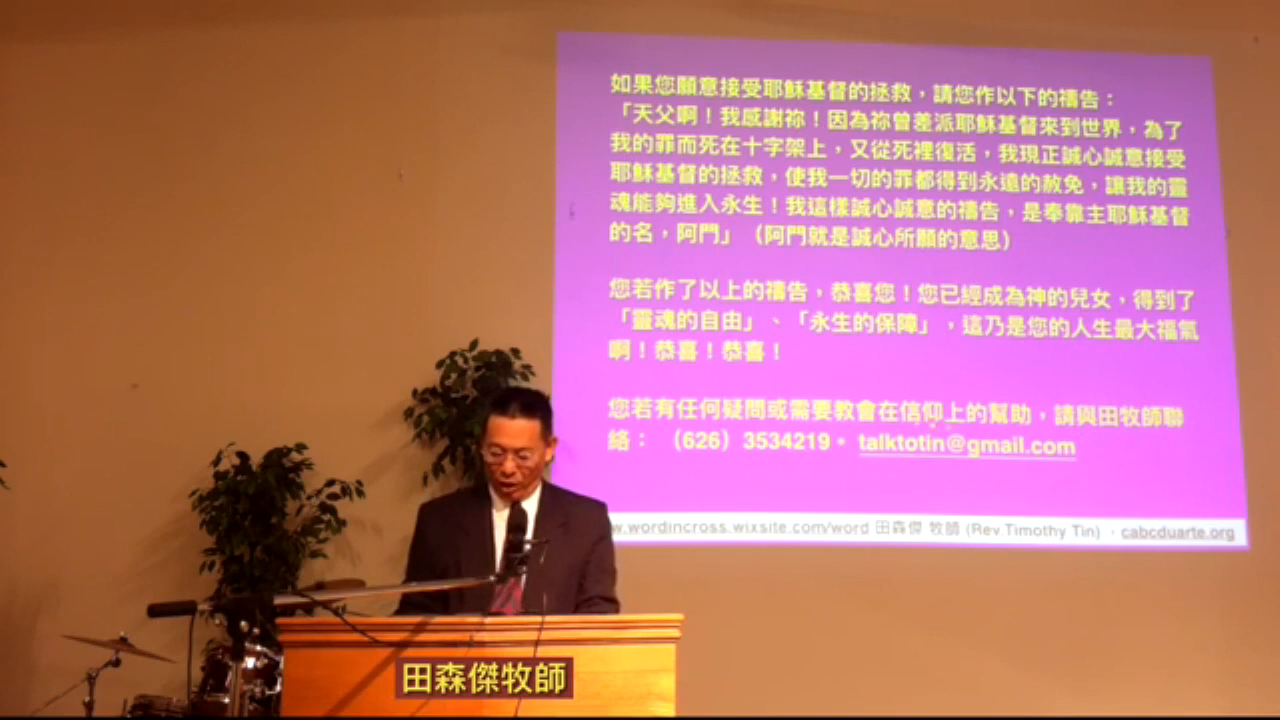 如果您願意接受耶穌基督的拯救，請您作以下的禱告：
「天父啊！我感謝祢！因為祢曾差派耶穌基督來到世界，為了
我的罪而死在十字架上，又從死裡復活，我現正誠心誠意接受
耶穌基督的拯救，使我一切的罪都得到永遠的赦免，讓我的靈
魂能夠進入永生！我這樣誠心誠意的禱告，是奉靠主耶穌基督
的名，阿門」（阿門就是誠心所願的意思）
您若作了以上的禱告，恭喜您！您已經成為神的兒女，得到了
「靈魂的自由」、「永生的保障」，這乃是您的人生最大福氣
啊！恭喜！恭喜！
您若有任何疑問或需要教會在信仰上的幫助，請與田牧師聯
絡：（626）3534219。 talktotin@gmail.com
w.wordincross.wixsite.com/word 田森傑 牧師 (Rev.Timothy Tin) ，cabcduarte.org
田森傑牧師